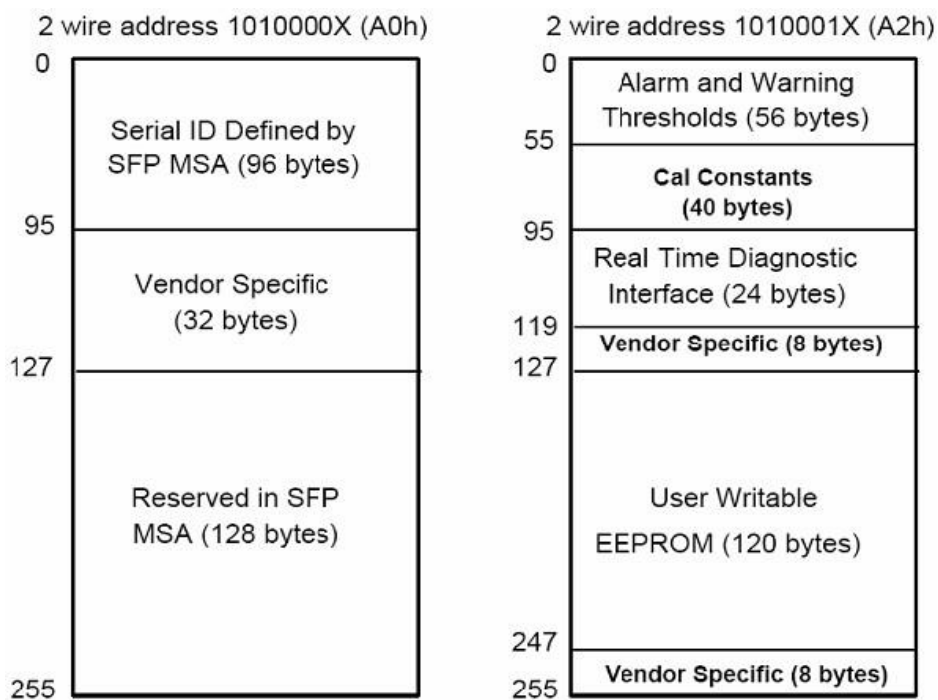 2 wire address 1010000X (A0h)
0
Serial ID Defined by
SFP MSA (96 bytes)
95
Vendor Specific
(32 bytes)
127
Reserved in SFP
MSA (128 bytes)
255
2 wire address 1010001X (A2h)
0
Alarm and Warning
Thresholds (56 bytes)
55
Cal Constants
(40 bytes)
95
Real Time Diagnostic
Interface (24 bytes)
119
Vendor Specific (8 bytes)
127
User Writable
EEPROM (120 bytes)
247
Vendor Specific (8 bytes)
255